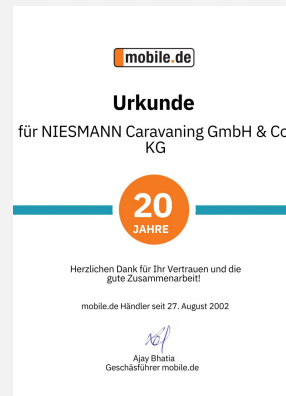 mobile.de
Urkunde
für NIESMANN Caravaning GmbH & Co
KG
20
JAHRE
Herzlichen Dank für Ihr Vertrauen und die
gute Zusammenarbeit!
mobile.de Händler seit 27. August 2002
Ajay Bhatia
Geschäsführer mobile.de